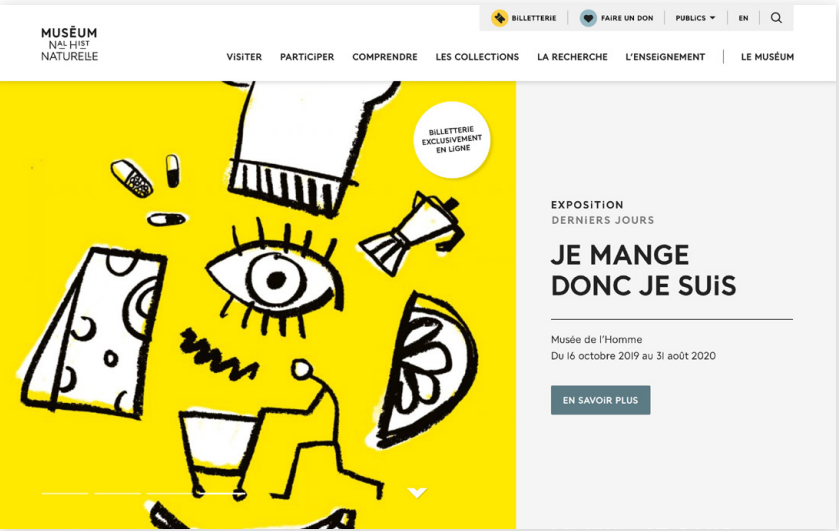 BiLLETTERiE
FAiRE UN DON
PUBLiCS
EN
MUSĒUM
NAL HiST
NATURELLE
ViSiTER
PARTiCiPER
COMPRENDRE
LES COLLECTiONS
LA RECHERCHE
L'ENSEiGNEMENT
LE MUSÉUM
BiLLETTERIE
EXCLUSiVEMENT
EN LiGNE
EXPOSiTiON
DERNiERS JOURS
JE MANGE
DONC JE SUiS
Musée de l'Homme
Du 16 octobre 2019 au 31 août 2020
EN SAVOiR PLUS